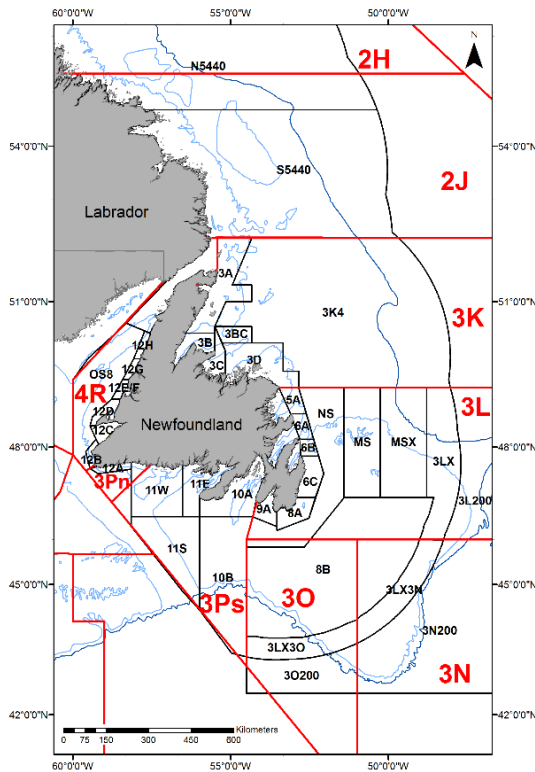 60°0'0"W 55°0'0"W 50°0'0"W
N
2H
N5440
54°0'0"N 54°0'0"N
S5440
2J
Labrador
3A
51°0'0"N 51°0'0"N
3K4
3K
3BC
12H 3B
3D
3C
12G
OS8
12E/F
4R
5A
NS
3L
12D
6A
Newfoundland
12C
MS MSX
48°0'0"N 48°0'0"N
6B
12B
3LX
12A
3Pn
11E
6C
11W
10A
3L200
9A
8A
11S
8B
10B
45°0'0"N 45°0'0"N
3LX3N
3Ps 3O
3N200
3LX3O
3O200
3N
42°0'0"N 42°0'0"N
Kilometers
0 75 150 300 450 600
60°0'0"W 55°0'0"W 50°0'0"W